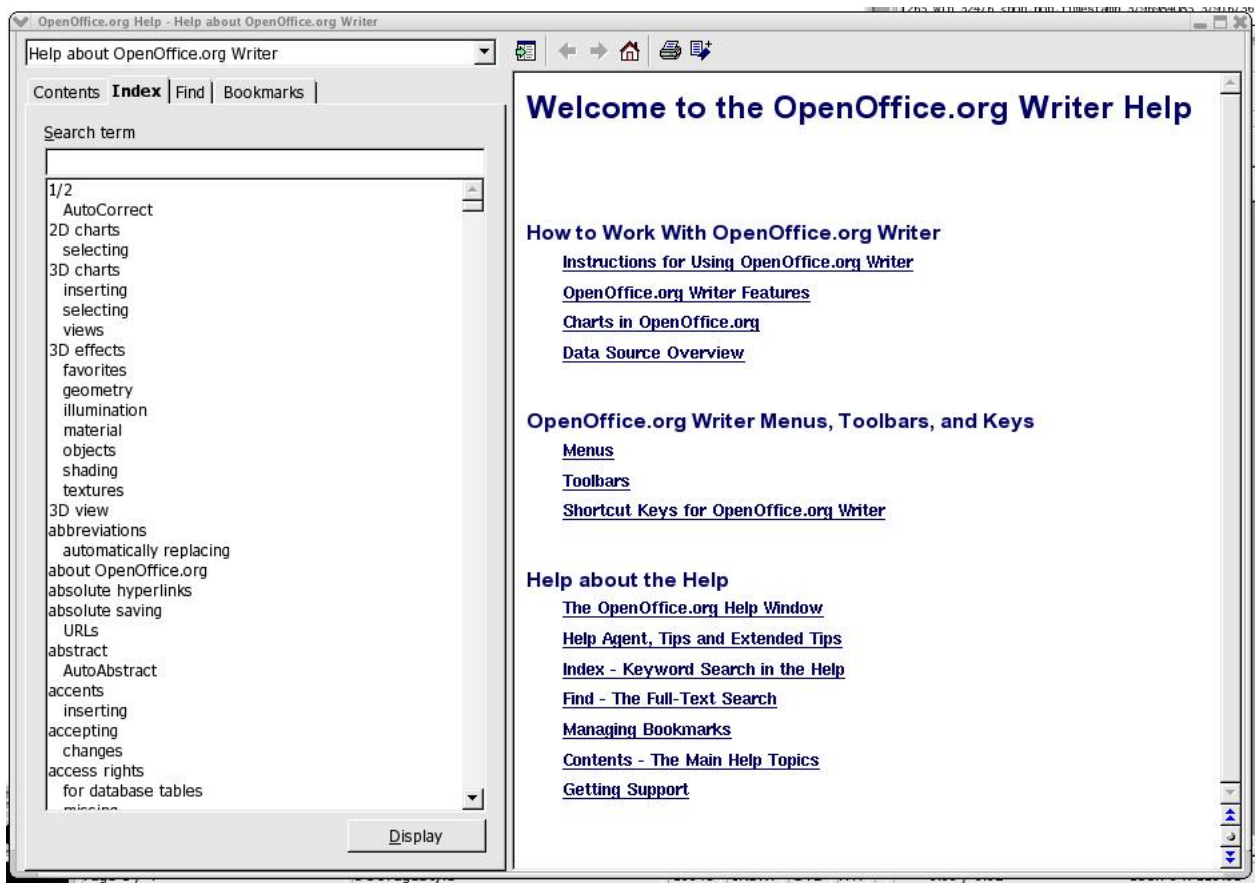 OpenOffice.org Help - Help about OpenOffice.org Writer
Help about OpenOffice.org Writer
Contents Index Find Bookmarks
Search term
1/2
AutoCorrect
2D charts
selecting
3D charts
inserting
selecting
views
3D effects
favorites
geometry
illumination
material
objects
shading
textures
3D view
abbreviations
automatically replacing
about OpenOffice.org
absolute hyperlinks
absolute saving
URLs
abstract
AutoAbstract
accents
inserting
accepting
changes
access rights
for database tables
missing
Display
Welcome to the OpenOffice.org Writer Help
How to Work With OpenOffice.org Writer
Instructions for Using OpenOffice.org Writer
OpenOffice.org Writer Features
Charts in OpenOffice.org
Data Source Overview
OpenOffice.org Writer Menus, Toolbars, and Keys
Menus
Toolbars
Shortcut Keys for OpenOffice.org Writer
Help about the Help
The OpenOffice.org Help Window
Help Agent, Tips and Extended Tips
Index - Keyword Search in the Help
Find - The Full-Text Search
Managing Bookmarks
Contents - The Main Help Topics
Getting Support